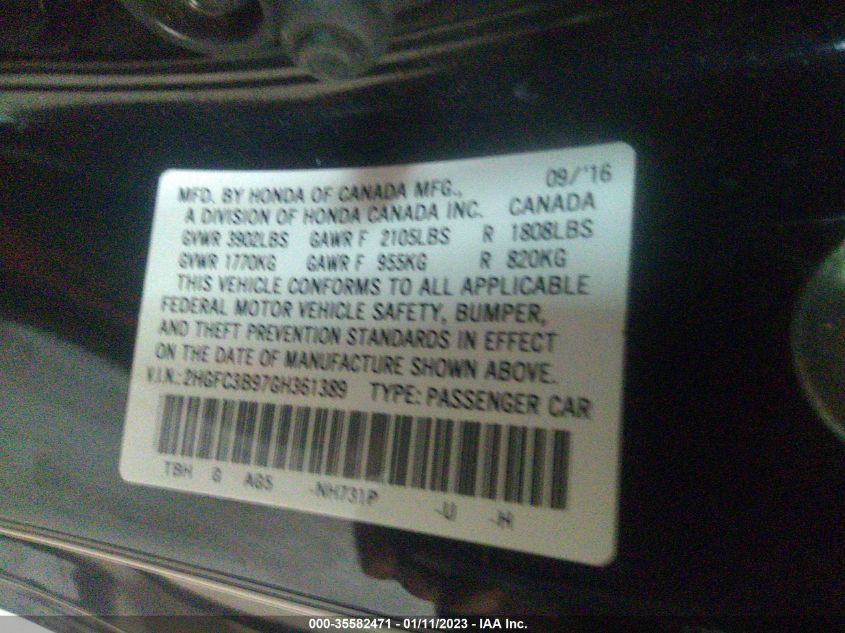 09/'16
MFD. BY HONDA OF CANADA MFG.,
A DIVISION OF HONDA CANADA INC. CANADA
GVWR 3902LBS GAWR F 2105LBS R 1808LBS
GVWR 1770KG GAWR F 955KG R 820KG
THIS VEHICLE CONFORMS TO ALL APPLICABLE
FEDERAL MOTOR VEHICLE SAFETY, BUMPER,
AND THEFT PREVENTION STANDARDS IN EFFECT
ON THE DATE OF MANUFACTURE SHOWN ABOVE.
V.I.N.:2HGFC3B97GH361389 TYPE: PASSENGER CAR
TBH G AGS -NH731P -U -H
000-35582471 - 01/11/2023 - IAA Inc.